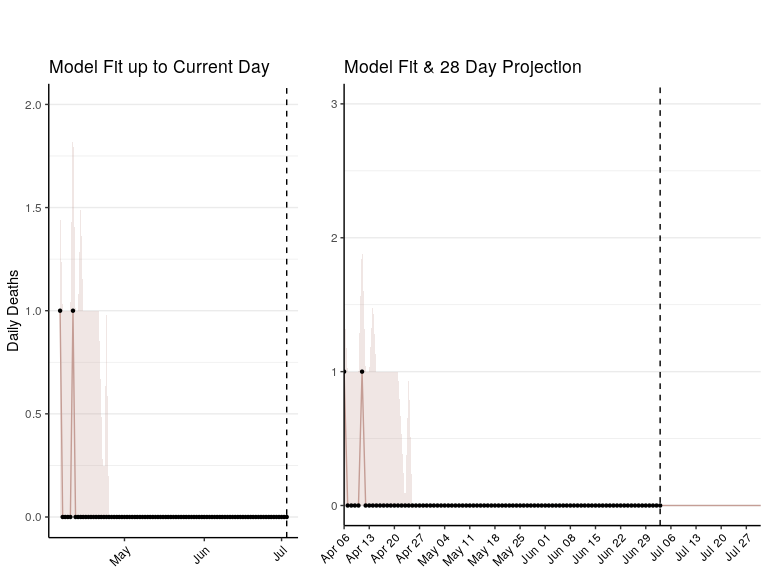 Model Fit up to Current Day
Daily Deaths
2.0
1.5
1.0
0.5
0.0
May
Jun
Jul
Model Fit & 28 Day Projection
3
2
1
0
Apr 06
Apr 13
Apr 20
Apr 27
May 04
May 11
May 18
May 25
Jun 01
Jun 08
Jun 15
Jun 22
Jun 29
Jul 06
Jul 13
Jul 20
Jul 27